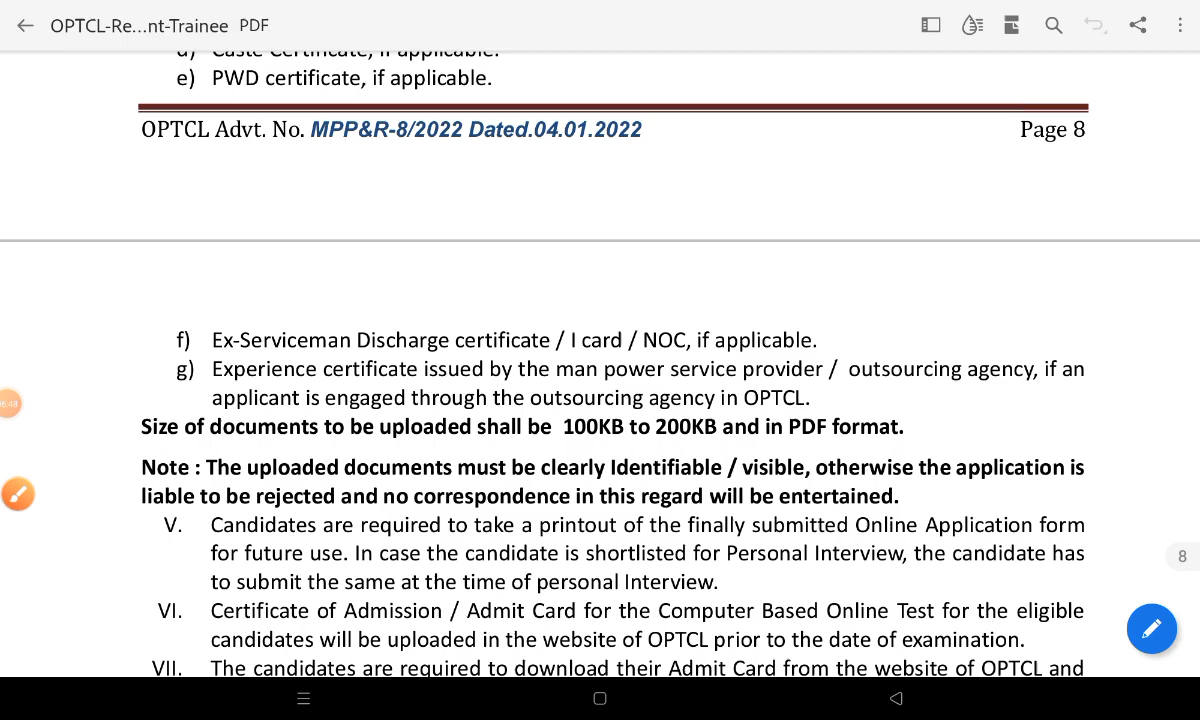 OPTCL-Re...nt-Trainee PDF
d) Caste Certificate, if applicable.
e) PWD certificate, if applicable.
OPTCL Advt. No. MPP&R-8/2022 Dated.04.01.2022 Page 8
f) Ex-Serviceman Discharge certificate / I card / NOC, if applicable.
g) Experience certificate issued by the man power service provider / outsourcing agency, if an
applicant is engaged through the outsourcing agency in OPTCL.
Size of documents to be uploaded shall be 100KB to 200KB and in PDF format.
Note : The uploaded documents must be clearly Identifiable / visible, otherwise the application is
liable to be rejected and no correspondence in this regard will be entertained.
V. Candidates are required to take a printout of the finally submitted Online Application form
for future use. In case the candidate is shortlisted for Personal Interview, the candidate has
to submit the same at the time of personal Interview.
8
VI. Certificate of Admission / Admit Card for the Computer Based Online Test for the eligible
candidates will be uploaded in the website of OPTCL prior to the date of examination.
VII. The candidates are required to download their Admit Card from the website of OPTCL and